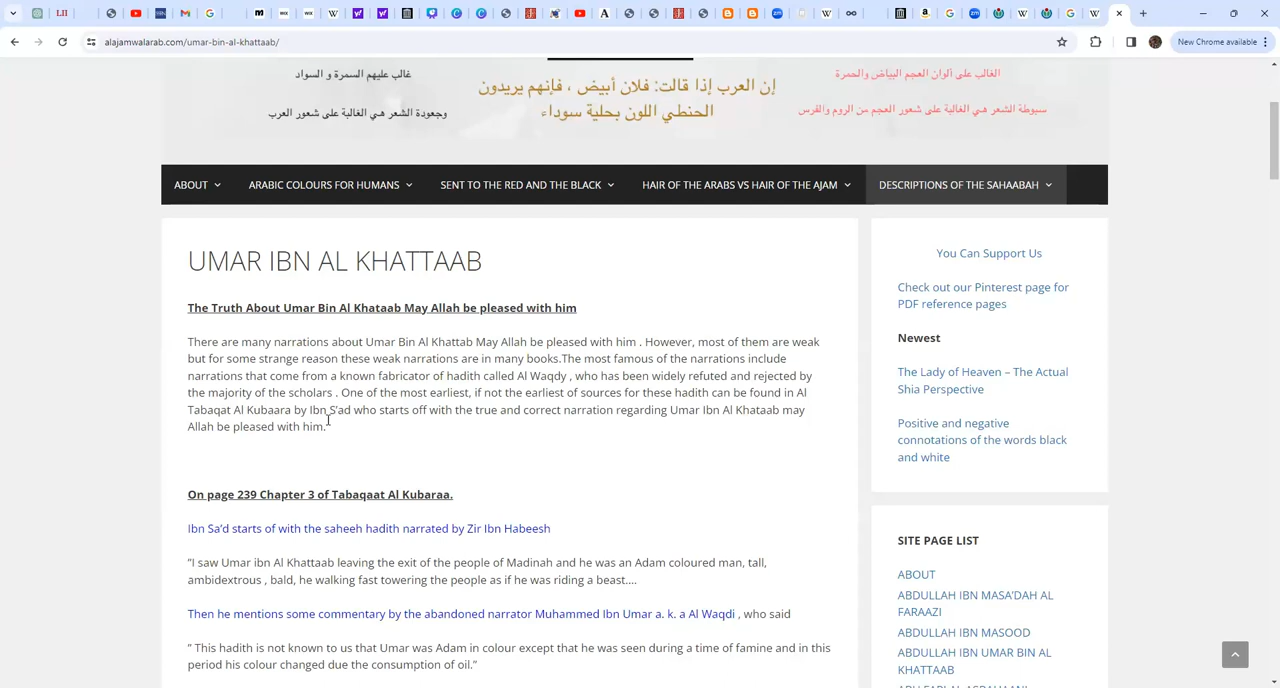 alajamwalarab.com/umar-bin-al-khattaab/
New Chrome available
غالب عليهم السمرة و السواد
إن العرب إذا قالت: فلان أبيض ، فإنهم يريدون
الغالب على ألوان العجم البياض والحمرة
وجعودة الشعر هي الغالبة على شعور العرب
الحنطي اللون بحلية سوداء
سبوطة الشعر هي الغالبة على شعور العجم من الروم والفرس
ABOUT
ARABIC COLOURS FOR HUMANS
SENT TO THE RED AND THE BLACK
HAIR OF THE ARABS VS HAIR OF THE AJAM
DESCRIPTIONS OF THE SAHAABAH
UMAR IBN AL KHATTAAB
The Truth About Umar Bin Al Khataab May Allah be pleased with him
There are many narrations about Umar Bin Al Khattab May Allah be pleased with him . However, most of them are weak
but for some strange reason these weak narrations are in many books.The most famous of the narrations include
narrations that come from a known fabricator of hadith called Al Waqdy , who has been widely refuted and rejected by
the majority of the scholars . One of the most earliest, if not the earliest of sources for these hadith can be found in Al
Tabaqat Al Kubaara by Ibn S'ad who starts off with the true and correct narration regarding Umar Ibn Al Khataab may
Allah be pleased with him.
On page 239 Chapter 3 of Tabaqaat Al Kubaraa.
Ibn Sa'd starts of with the saheeh hadith narrated by Zir Ibn Habeesh
"I saw Umar ibn Al Khattaab leaving the exit of the people of Madinah and he was an Adam coloured man, tall,
ambidextrous , bald, he walking fast towering the people as if he was riding a beast....
Then he mentions some commentary by the abandoned narrator Muhammed Ibn Umar a. k. a Al Waqdi , who said
" This hadith is not known to us that Umar was Adam in colour except that he was seen during a time of famine and in this
period his colour changed due the consumption of oil."
You Can Support Us
Check out our Pinterest page for
PDF reference pages
Newest
The Lady of Heaven – The Actual
Shia Perspective
Positive and negative
connotations of the words black
and white
SITE PAGE LIST
ABOUT
ABDULLAH IBN MASA'DAH AL
FARAAZI
ABDULLAH IBN MASOOD
ABDULLAH IBN UMAR BIN AL
KHATTAAB